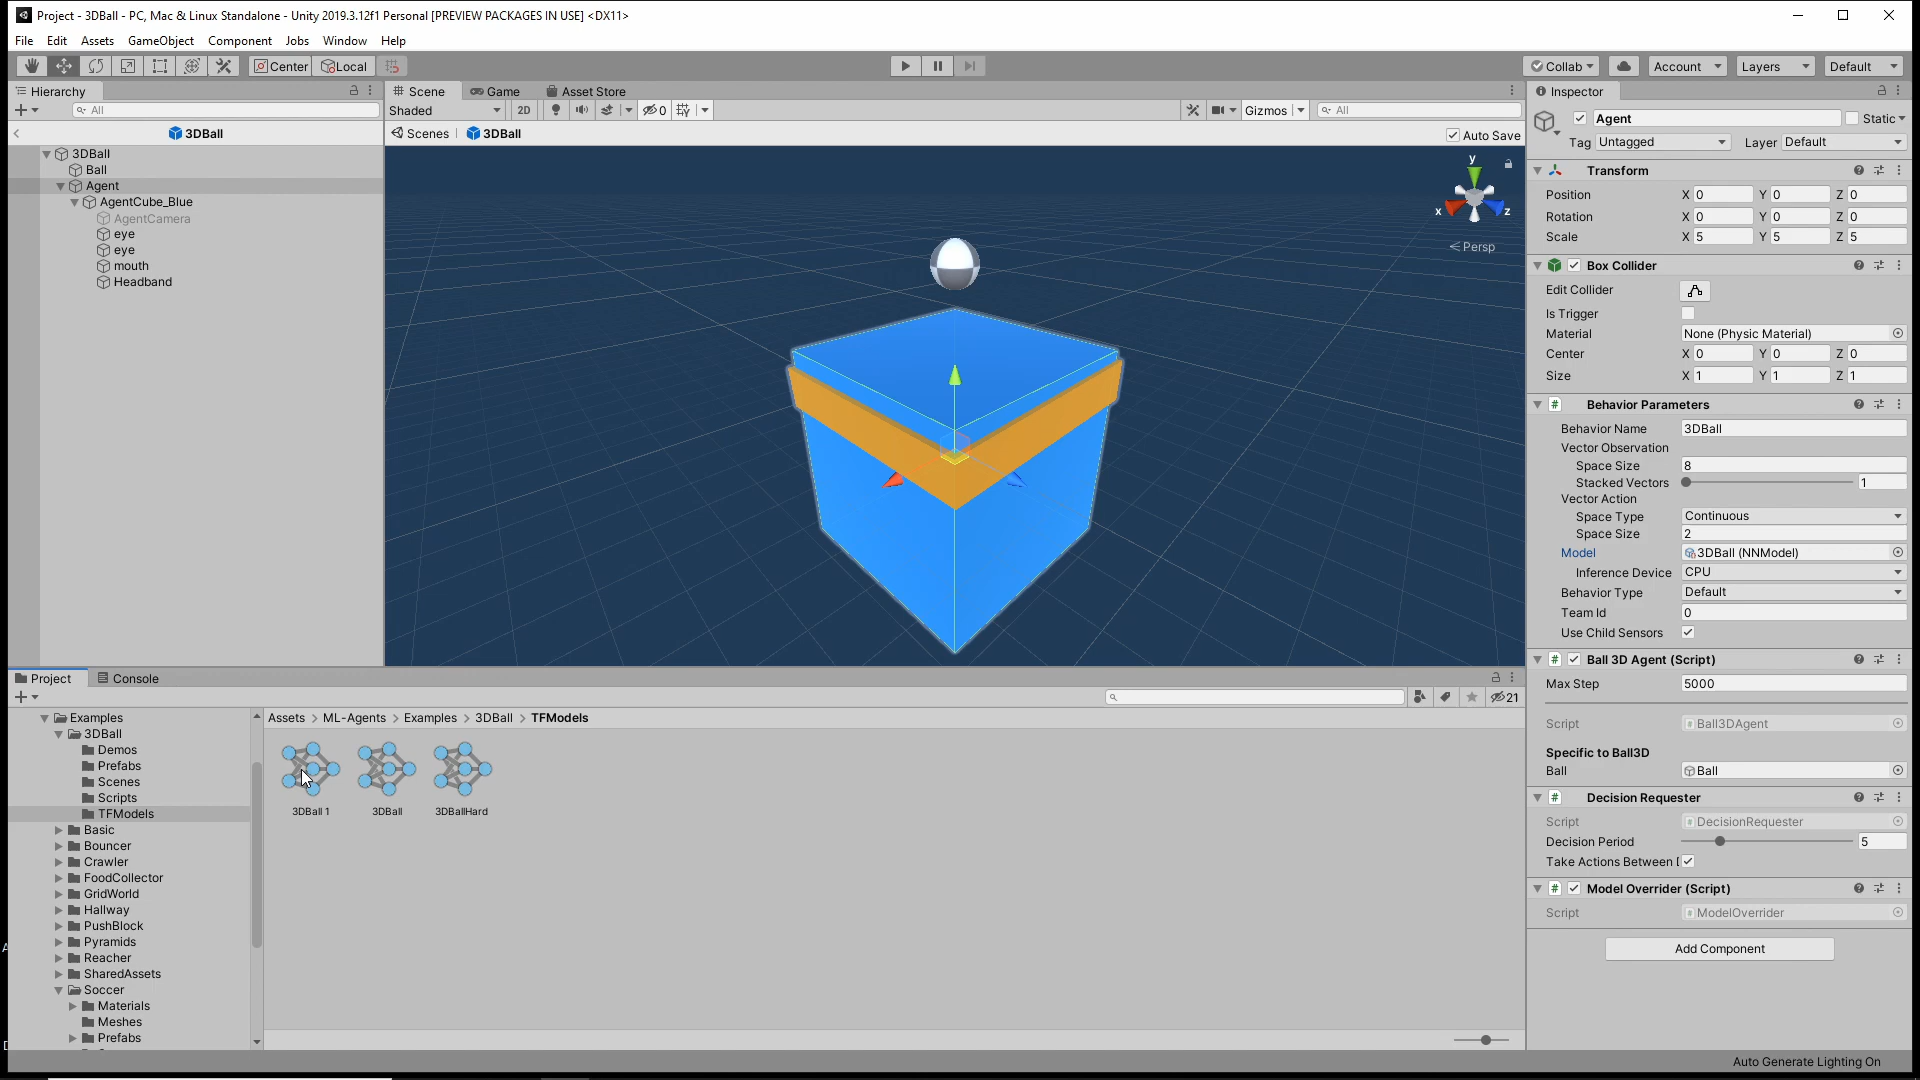 Project - 3DBall - PC, Mac & Linux Standalone - Unity 2019.3.12f1 Personal [PREVIEW PACKAGES IN USE] <DX11>
File Edit Assets GameObject Component Jobs Window Help
Center Local Collab Account Layers Default
Hierarchy
All
3DBall
3DBall
Ball
Agent
AgentCube_Blue
AgentCamera
eye
eye
mouth
Headband
Scene Game Asset Store
Shaded 2D 0 Gizmos All
Scenes 3DBall Auto Save
y
x z
Persp
Inspector
Agent Static
Tag Untagged Layer Default
Transform
Position X 0 Y 0 Z 0
Rotation X 0 Y 0 Z 0
Scale X 5 Y 5 Z 5
Box Collider
Edit Collider
Is Trigger
Material None (Physic Material)
Center X 0 Y 0 Z 0
Size X 1 Y 1 Z 1
Behavior Parameters
Behavior Name 3DBall
Vector Observation
Space Size 8
Stacked Vectors 1
Vector Action
Space Type Continuous
Space Size 2
Model 3DBall (NNModel)
Inference Device CPU
Behavior Type Default
Team Id 0
Use Child Sensors
Ball 3D Agent (Script)
Max Step 5000
Script # Ball3DAgent
Specific to Ball3D
Ball Ball
Decision Requester
Script # DecisionRequester
Decision Period 5
Take Actions Between
Model Overrider (Script)
Script # ModelOverrider
Add Component
Project Console
21
Examples
3DBall
Demos
Prefabs
Scenes
Scripts
TFModels
Basic
Bouncer
Crawler
FoodCollector
GridWorld
Hallway
PushBlock
Pyramids
Reacher
SharedAssets
Soccer
Materials
Meshes
Prefabs
Assets > ML-Agents > Examples > 3DBall > TFModels
3DBall 1 3DBall 3DBallHard
Auto Generate Lighting On